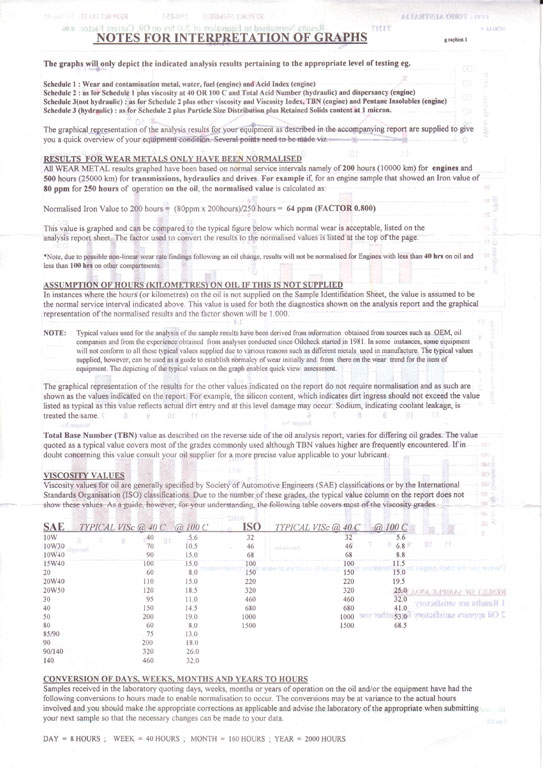 NOTES FOR INTERPRETATION OF GRAPHS
g raphint 1
The graphs will only depict the indicated analysis results pertaining to the appropriate level of testing eg.
Schedule 1 : Wear and contamination metal, water, fuel (engine) and Acid Index (engine)
Schedule 2 : as for Schedule 1 plus viscosity at 40 OR 100 C and Total Acid Number (hydraulic) and dispersancy (engine)
Schedule 3(not hydraulic) : as for Schedule 2 plus other viscosity and Viscosity Index, TBN (engine) and Pentane Insolubles (engine)
Schedule 3 (hydraulic) : as for Schedule 2 plus Particle Size Distribution plus Retained Solids content at 1 micron.
The graphical representation of the analysis results for your equipment as described in the accompanying report are supplied to give
you a quick overview of your equipment condition. Several points need to be made viz
RESULTS FOR WEAR METALS ONLY HAVE BEEN NORMALISED
All WEAR METAL results graphed have been based on normal service intervals namely of 200 hours (10000 km) for engines and
500 hours (25000 km) for transmissions, hydraulics and drives. For example if, for an engine sample that showed an Iron value of
80 ppm for 250 hours of operation on the oil, the normalised value is calculated as:
Normalised Iron Value to 200 hours = (80ppm x 200hours)/250 hours = 64 ppm (FACTOR 0.800)
This value is graphed and can be compared to the typical figure below which normal wear is acceptable, listed on the
analysis report sheet. The factor used to convert the results to the normalised values is listed at the top of the page.
*Note, due to possible non-linear wear rate findings following an oil change, results will not be normalised for Engines with less than 40 hrs on oil and
less than 100 hrs on other compartments.
ASSUMPTION OF HOURS (KILOMETRES) ON OIL IF THIS IS NOT SUPPLIED
In instances where the hours (or kilometres) on the oil is not supplied on the Sample Identification Sheet, the value is assumed to be
the normal service interval indicated above. This value is used for both the diagnostics shown on the analysis report and the graphical
representation of the normalised results and the factor shown will be 1.000.
NOTE: Typical values used for the analysis of the sample results have been derived from information obtained from sources such as OEM, oil
companies and from the experience obtained from analyses conducted since Oilcheck started in 1981. In some instances, some equipment
will not conform to all these typical values supplied due to various reasons such as different metals used in manufacture. The typical values
supplied, however, can be used as a guide to establish normalcy of wear initially and from there on the wear trend for the item of
equipment. The depicting of the typical values on the graph enables quick view assessment.
The graphical representation of the results for the other values indicated on the report do not require normalisation and as such are
shown as the values indicated on the report. For example, the silicon content, which indicates dirt ingress should not exceed the value
listed as typical as this value reflects actual dirt entry and at this level damage may occur. Sodium, indicating coolant leakage, is
treated the same.
Total Base Number (TBN) value as described on the reverse side of the oil analysis report, varies for differing oil grades. The value
quoted as a typical value covers most of the grades commonly used although TBN values higher are frequently encountered. If in
doubt concerning this value consult your oil supplier for a more precise value applicable to your lubricant.
VISCOSITY VALUES
Viscosity values for oil are generally specified by Society of Automotive Engineers (SAE) classifications or by the International
Standards Organisation (ISO) classifications. Due to the number of these grades, the typical value column on the report does not
show these values. As a guide, however, for your understanding, the following table covers most of the viscosity grades.
SAE TYPICAL VISc @ 40 C @ 100 C ISO TYPICAL VISc @ 40 C @ 100 C
10W 40 5.6 32 32 5.6
10W30 70 10.5 46 46 6.8
10W40 90 15.0 68 68 8.8
15W40 100 15.0 100 100 11.5
20 60 8.0 150 150 15.0
20W40 110 15.0 220 220 19.5
20W50 120 18.5 320 320 25.0
30 95 11.0 460 460 32.0
40 150 14.5 680 680 41.0
50 200 19.0 1000 1000 53.0
80 60 8.0 1500 1500 68.5
85/90 75 13.0
90 200 18.0
90/140 320 26.0
140 460 32.0
CONVERSION OF DAYS, WEEKS, MONTHS AND YEARS TO HOURS
Samples received in the laboratory quoting days, weeks, months or years of operation on the oil and/or the equipment have had the
following conversions to hours made to enable normalisation to occur. The conversions may be at variance to the actual hours
involved and you should make the appropriate corrections as applicable and advise the laboratory of the appropriate when submitting
your next sample so that the necessary changes can be made to your data.
DAY = 8 HOURS ; WEEK = 40 HOURS ; MONTH = 160 HOURS ; YEAR = 2000 HOURS